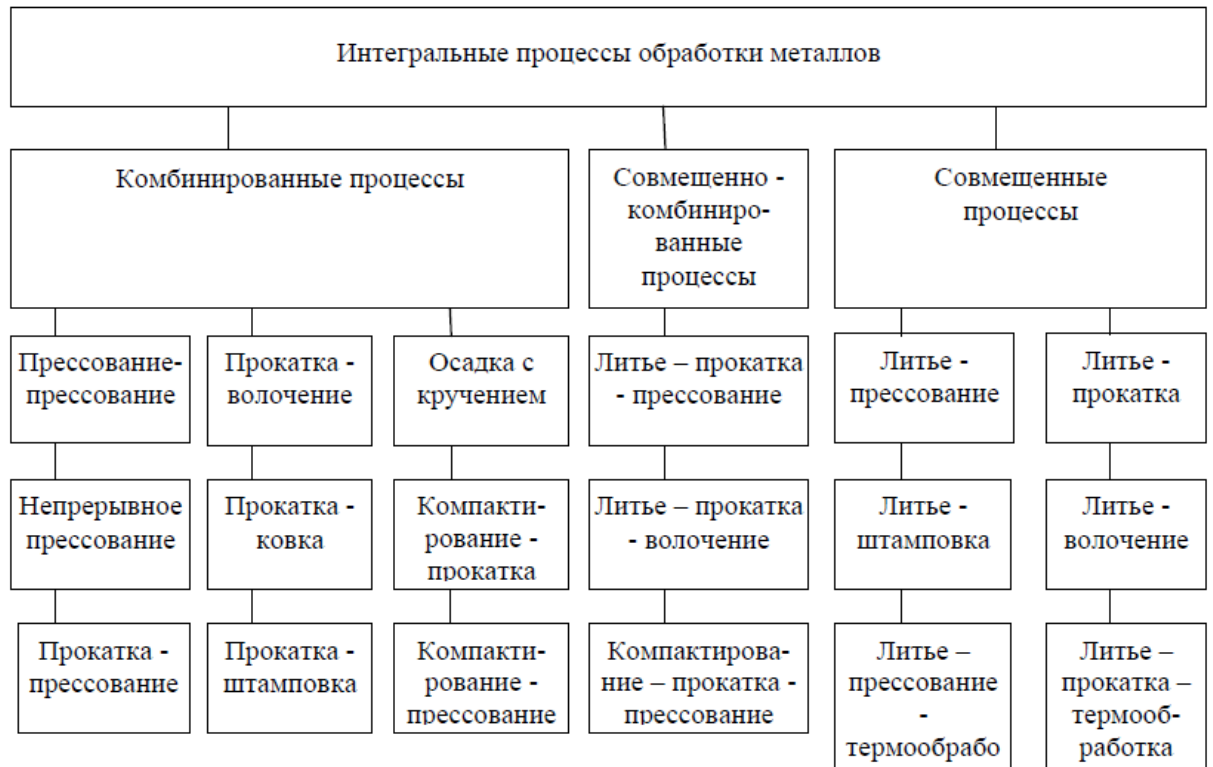 Интегральные процессы обработки металлов
Комбинированные процессы
Совмещенно -
комбиниро-
ванные
процессы
Совмещенные
процессы
Прессование-
прессование
Прокатка -
волочение
Осадка с
кручением
Литье – прокатка
- прессование
Литье -
прессование
Литье -
прокатка
Непрерывное
прессование
Прокатка -
ковка
Компакти-
рование -
прокатка
Литье – прокатка
- волочение
Литье -
штамповка
Литье -
волочение
Прокатка -
прессование
Прокатка -
штамповка
Компакти-
рование -
прессование
Компактирова-
ние – прокатка -
прессование
Литье –
прессование
-
термообрабо
Литье –
прокатка –
термооб-
работка